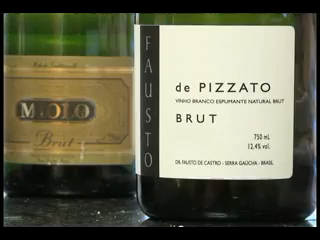 MIOLO
Brut
FAUSTO
de PIZZATO
VINHO BRANCO ESPUMANTE NATURAL BRUT
BRUT
750 mL
12,4% vol.
DR. FAUSTO DE CASTRO - SERRA GAÚCHA - BRASIL